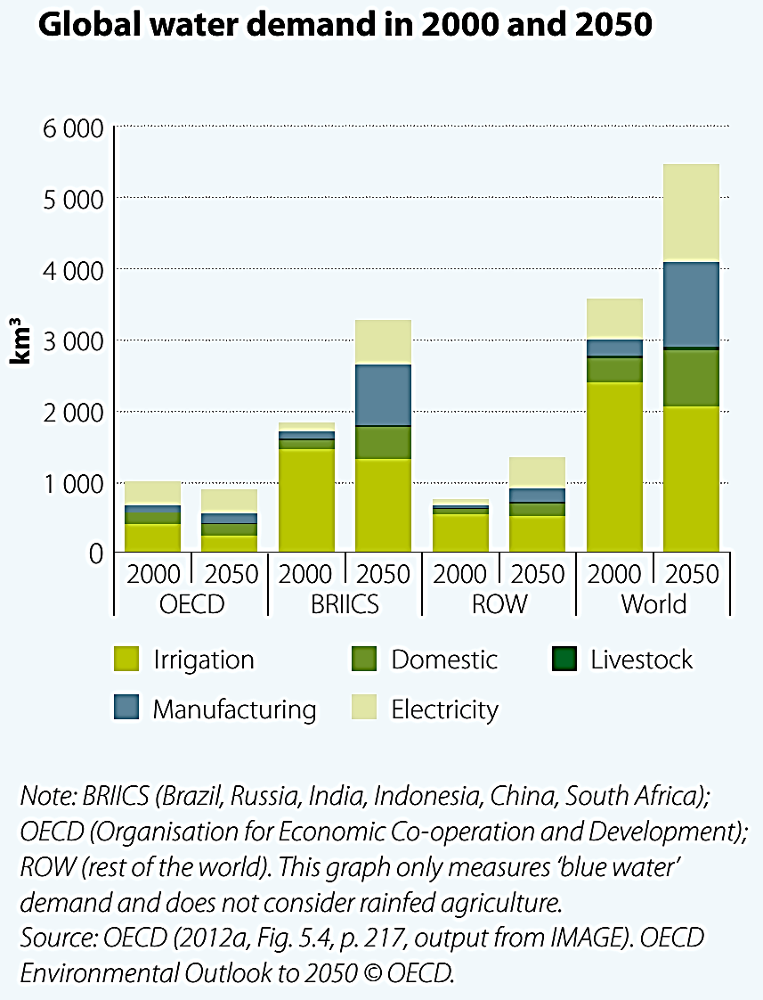 Global water demand in 2000 and 2050
6 000
5 000
4 000
km³
3 000
2 000
1 000
0
2000 2050 2000 2050 2000 2050 2000 2050
OECD BRIICS ROW World
Irrigation Domestic Livestock
Manufacturing Electricity
Note: BRIICS (Brazil, Russia, India, Indonesia, China, South Africa);
OECD (Organisation for Economic Co-operation and Development);
ROW (rest of the world). This graph only measures ‘blue water’
demand and does not consider rainfed agriculture.
Source: OECD (2012a, Fig. 5.4, p. 217, output from IMAGE). OECD
Environmental Outlook to 2050 © OECD.